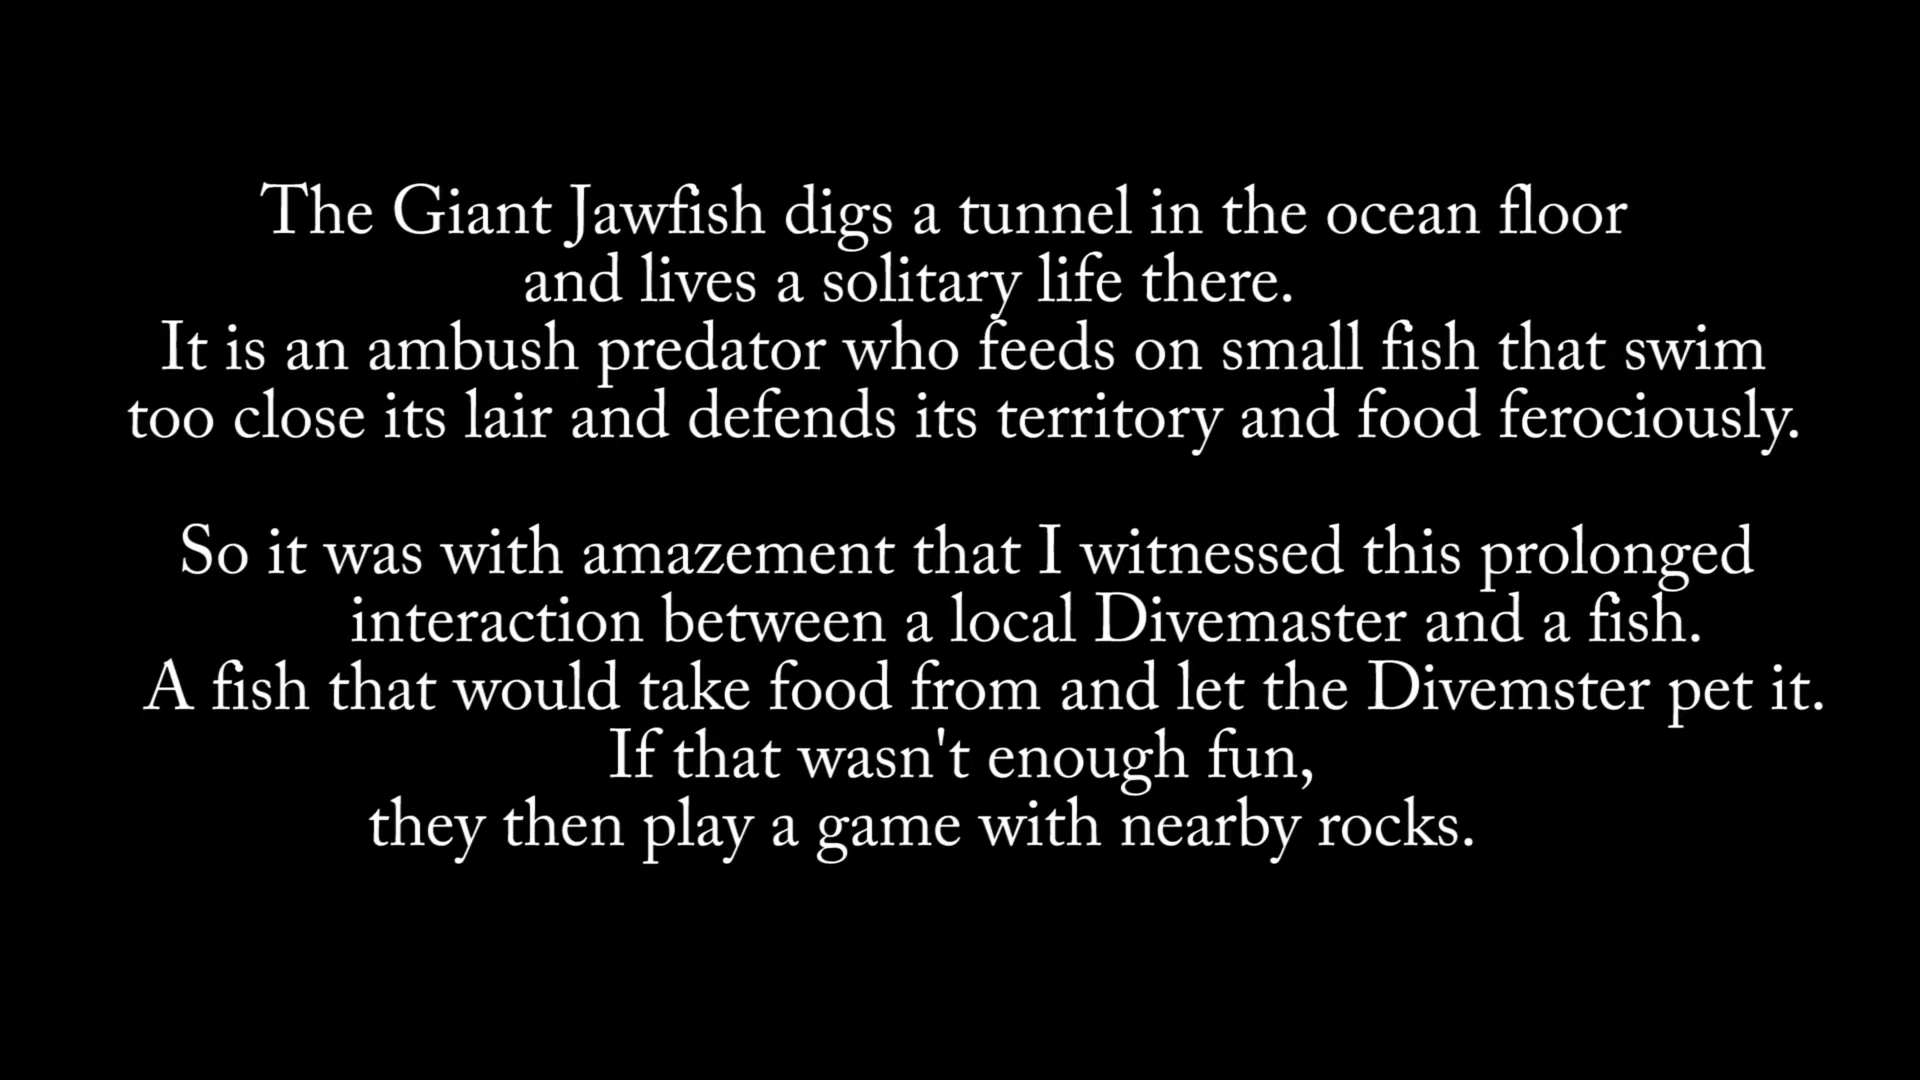 The Giant Jawfish digs a tunnel in the ocean floor
and lives a solitary life there.
It is an ambush predator who feeds on small fish that swim
too close its lair and defends its territory and food ferociously.
So it was with amazement that I witnessed this prolonged
interaction between a local Divemaster and a fish.
A fish that would take food from and let the Divemster pet it.
If that wasn't enough fun,
they then play a game with nearby rocks.